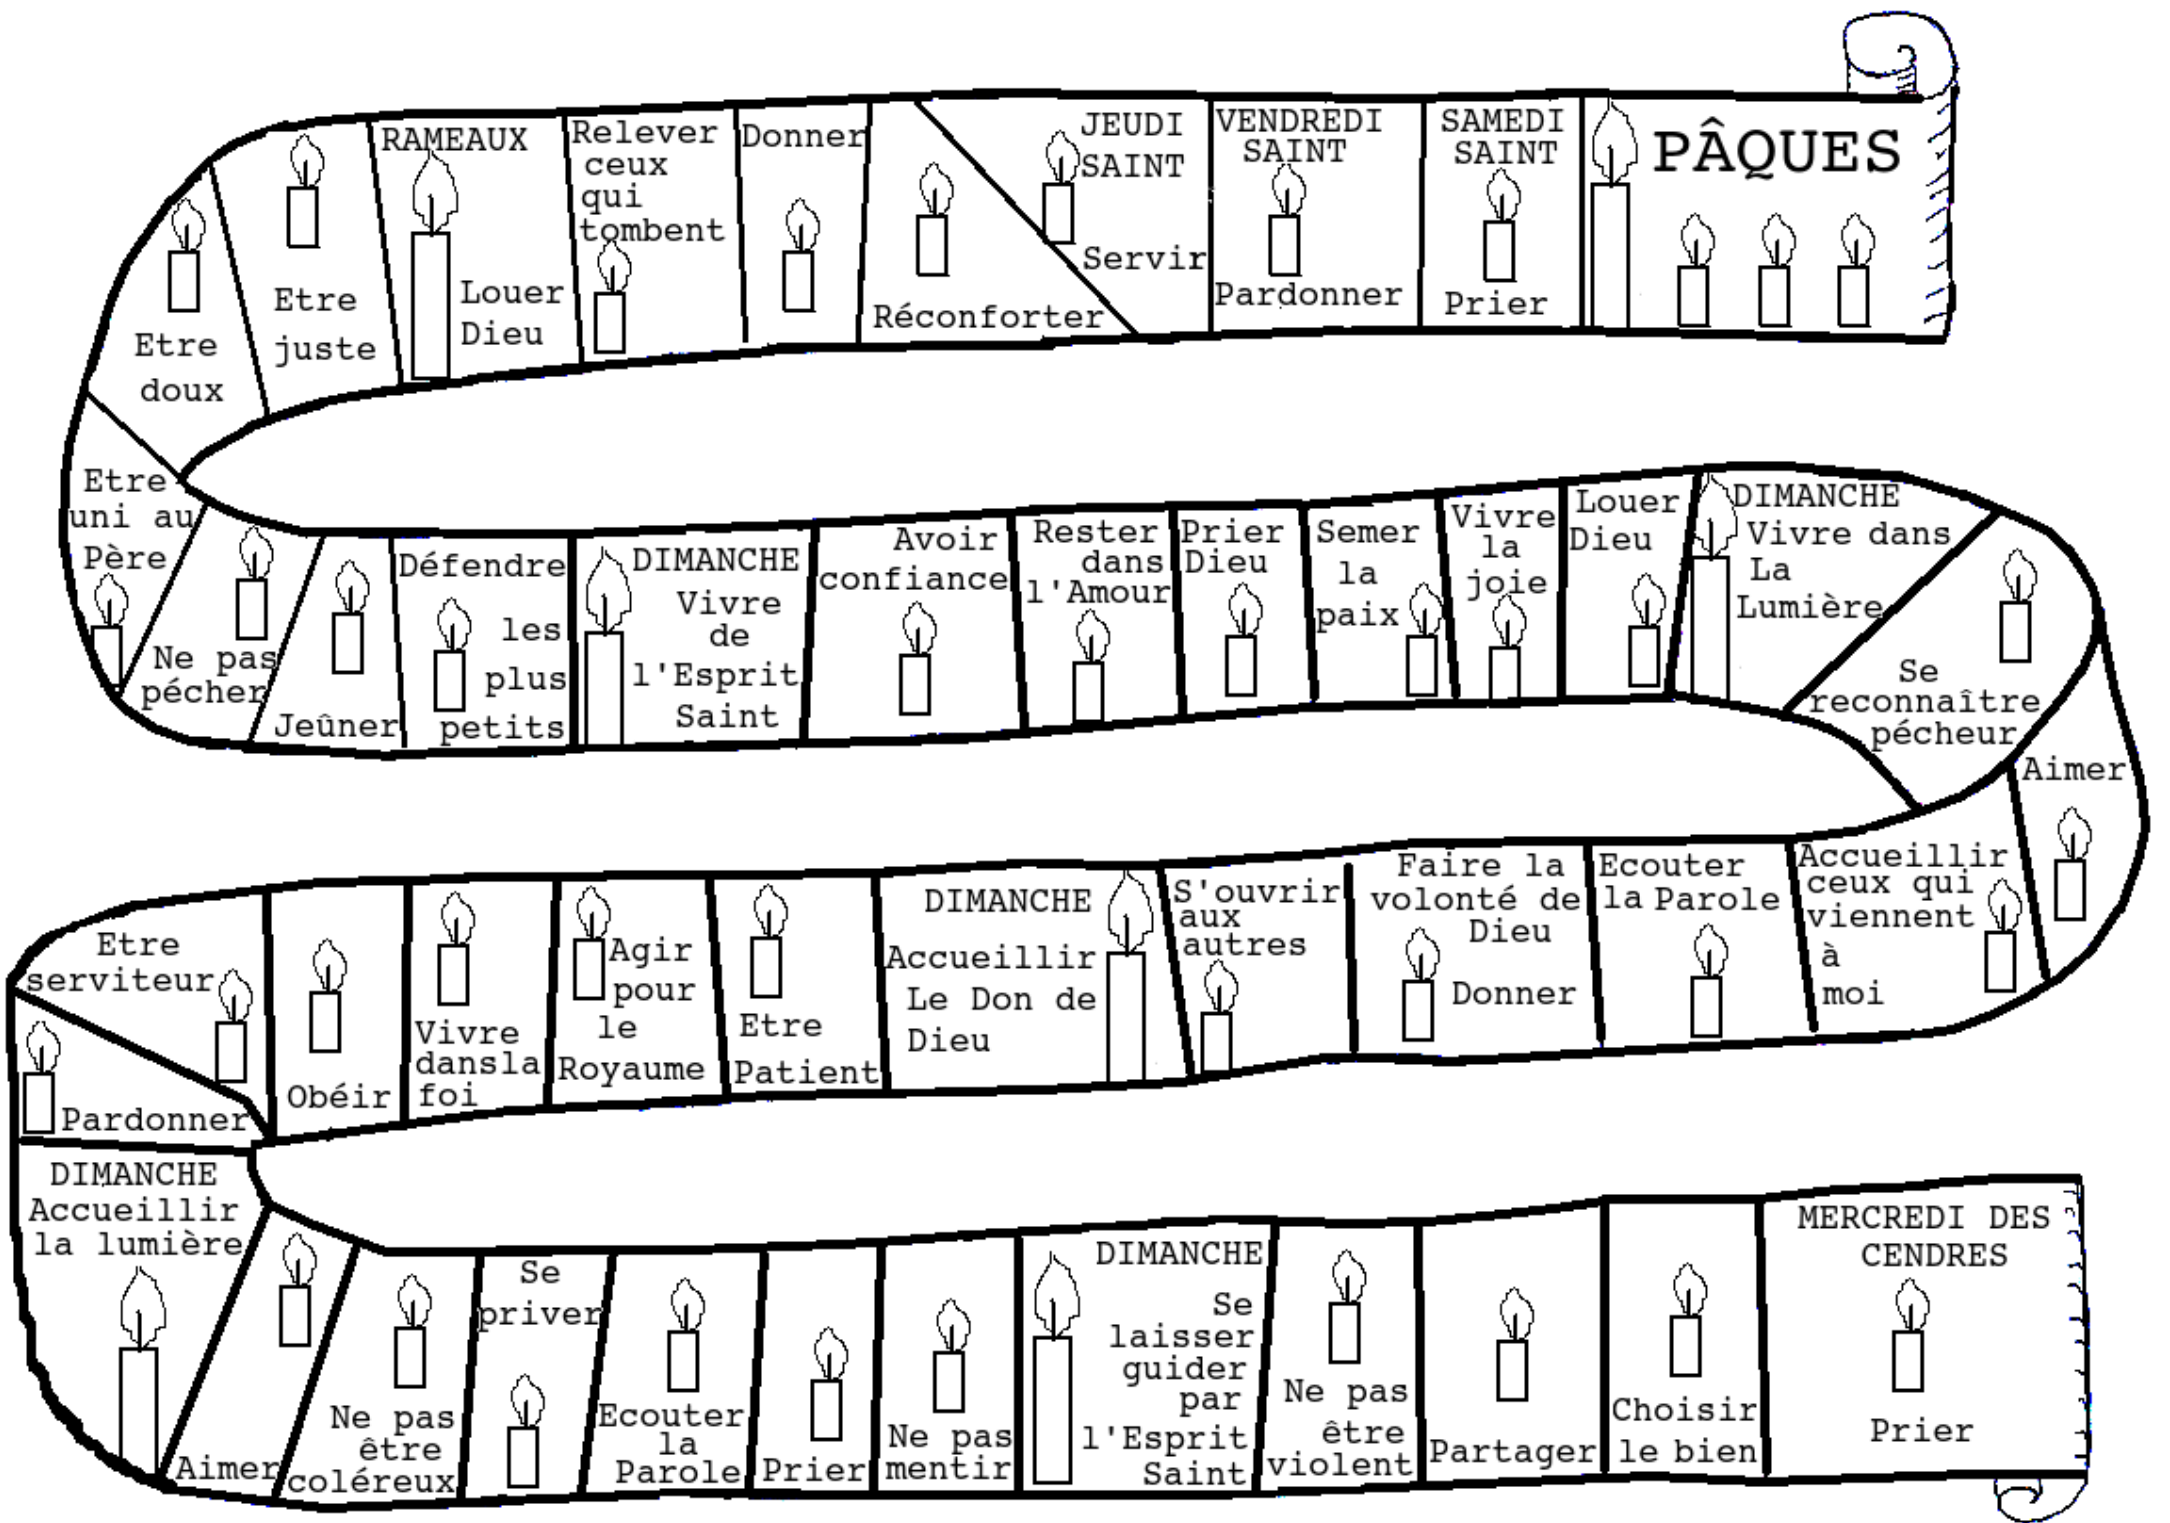 RAMEAUX
Relever
ceux
qui
tombent
Donner
JEUDI
SAINT
Servir
VENDREDI
SAINT
Pardonner
SAMEDI
SAINT
Prier
PÂQUES
Etre
doux
Etre
juste
Louer
Dieu
Réconforter
Etre
uni au
Père
Ne pas
pécher
Jeûner
Défendre
les
plus
petits
DIMANCHE
Vivre
de
l'Esprit
Saint
Avoir
confiance
Rester
dans
l'Amour
Prier
Dieu
Semer
la
paix
Vivre
la
joie
Louer
Dieu
DIMANCHE
Vivre dans
La
Lumière
Se
reconnaître
pécheur
Aimer
Etre
serviteur
Pardonner
Obéir
Vivre
dansla
foi
Agir
pour
le
Royaume
Etre
Patient
DIMANCHE
Accueillir
Le Don de
Dieu
S'ouvrir
aux
autres
Faire la
volonté de
Dieu
Donner
Ecouter
la Parole
Accueillir
ceux qui
viennent
à
moi
DIMANCHE
Accueillir
la lumière
Aimer
Ne pas
être
coléreux
Se
priver
Ecouter
la
Parole
Prier
Ne pas
mentir
DIMANCHE
Se
laisser
guider
par
l'Esprit
Saint
Ne pas
être
violent
Partager
Choisir
le bien
MERCREDI DES
CENDRES
Prier